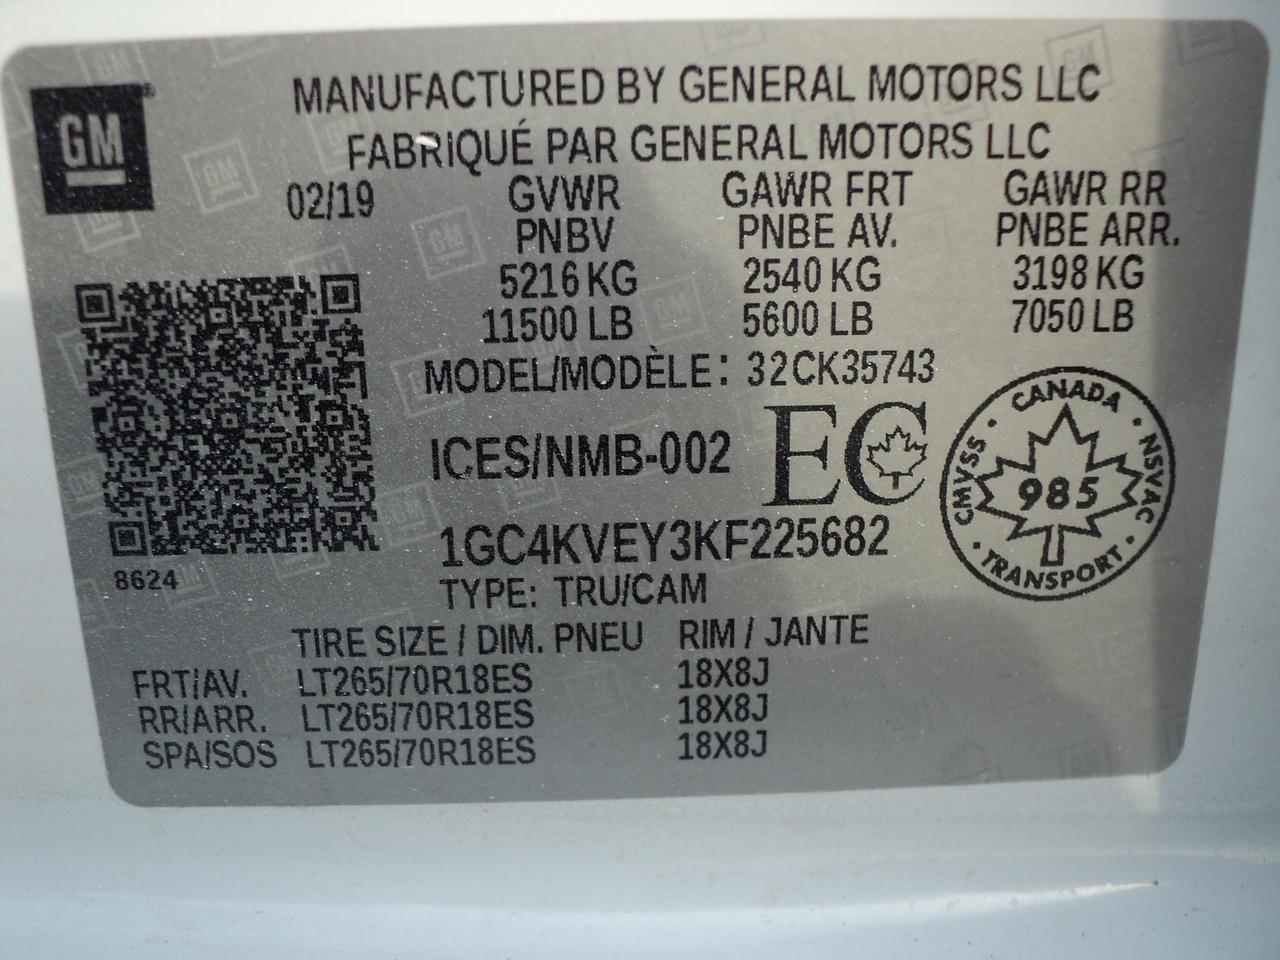 GM
MANUFACTURED BY GENERAL MOTORS LLC
FABRIQUÉ PAR GENERAL MOTORS LLC
02/19 GVWR GAWR FRT GAWR RR
PNBV PNBE AV. PNBE ARR.
5216 KG 2540 KG 3198 KG
11500 LB 5600 LB 7050 LB
MODEL/MODÈLE: 32CK35743
ICES/NMB-002 EC
CANADA · NSVAC · TRANSPORT · CMVSS ·
985
1GC4KVEY3KF225682
8624
TYPE: TRU/CAM
TIRE SIZE / DIM. PNEU RIM / JANTE
FRT/AV. LT265/70R18ES 18X8J
RR/ARR. LT265/70R18ES 18X8J
SPA/SOS LT265/70R18ES 18X8J